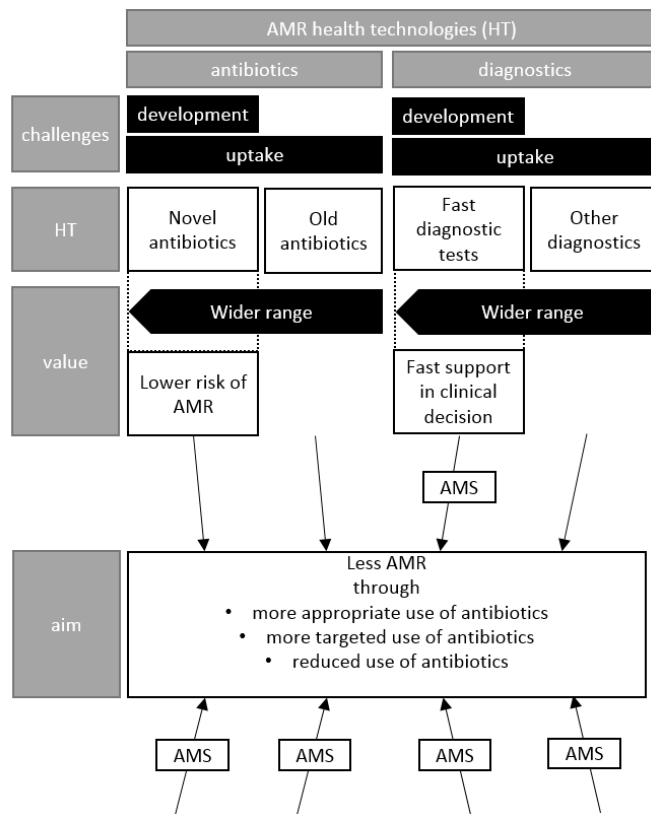 AMR health technologies (HT)
antibiotics
diagnostics
challenges
development
development
uptake
uptake
HT
Novel
antibiotics
Old
antibiotics
Fast
diagnostic
tests
Other
diagnostics
value
Wider range
Wider range
Lower risk of
AMR
Fast support
in clinical
decision
AMS
aim
Less AMR
through
• more appropriate use of antibiotics
• more targeted use of antibiotics
• reduced use of antibiotics
AMS
AMS
AMS
AMS